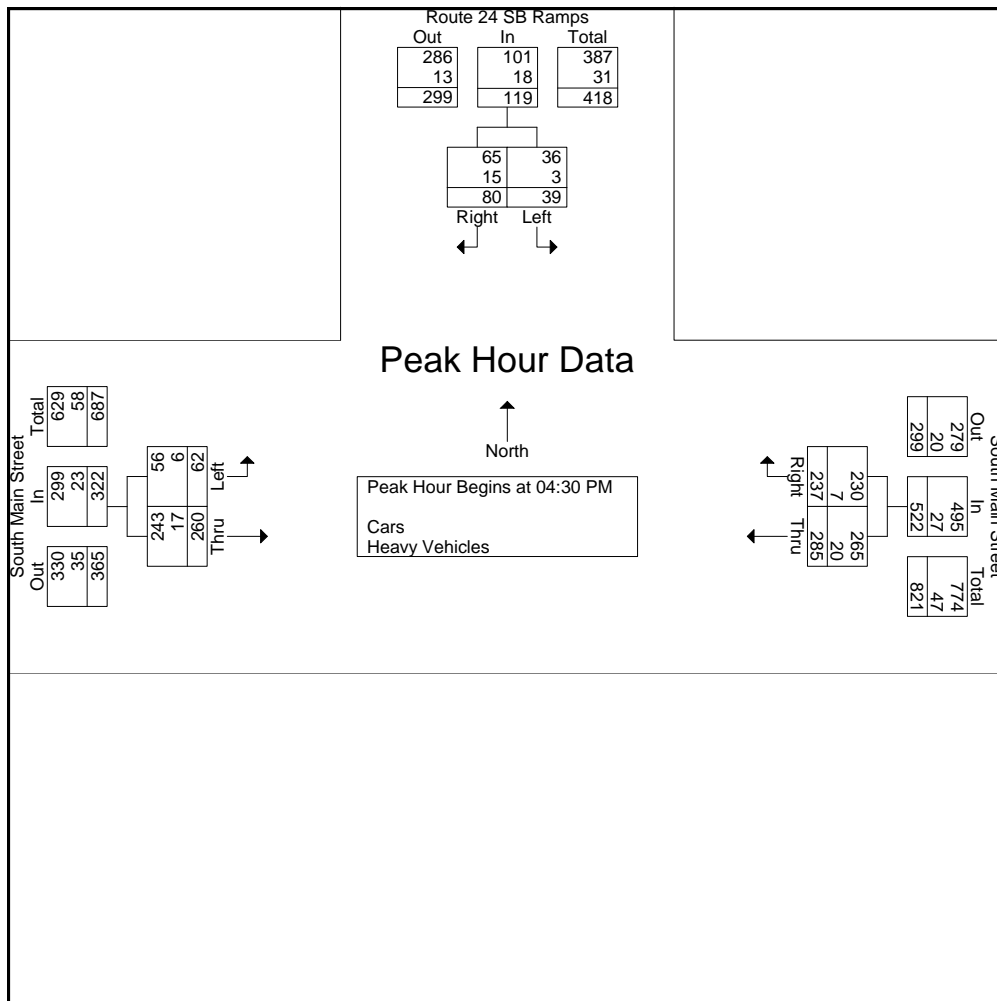 Route 24 SB Ramps
Out In Total
286 101 387
13 18 31
299 119 418
65 36
15 3
80 39
Right Left
Peak Hour Data
North
Peak Hour Begins at 04:30 PM
Cars
Heavy Vehicles
South Main Street
Out In Total
330 299 629
35 23 58
365 322 687
Thru Left
243 56
17 6
260 62
South Main Street
Out In Total
279 495 774
20 27 47
299 522 821
Right Thru
230 265
7 20
237 285